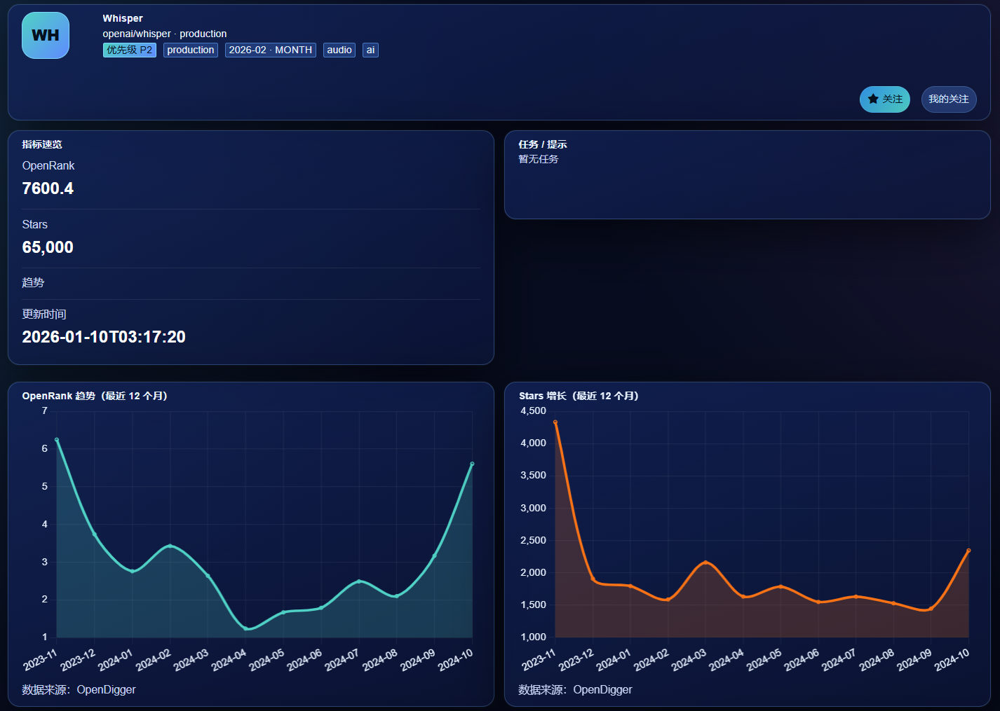 WH
Whisper
openai/whisper · production
优先级 P2 production 2026-02 · MONTH audio ai
★ 关注 我的关注
指标速览
OpenRank
7600.4
Stars
65,000
趋势
更新时间
2026-01-10T03:17:20
任务 / 提示
暂无任务
OpenRank 趋势（最近 12 个月）
7
6
5
4
3
2
1
2023-11 2023-12 2024-01 2024-02 2024-03 2024-04 2024-05 2024-06 2024-07 2024-08 2024-09 2024-10
数据来源：OpenDigger
Stars 增长（最近 12 个月）
4,500
4,000
3,500
3,000
2,500
2,000
1,500
1,000
2023-11 2023-12 2024-01 2024-02 2024-03 2024-04 2024-05 2024-06 2024-07 2024-08 2024-09 2024-10
数据来源：OpenDigger